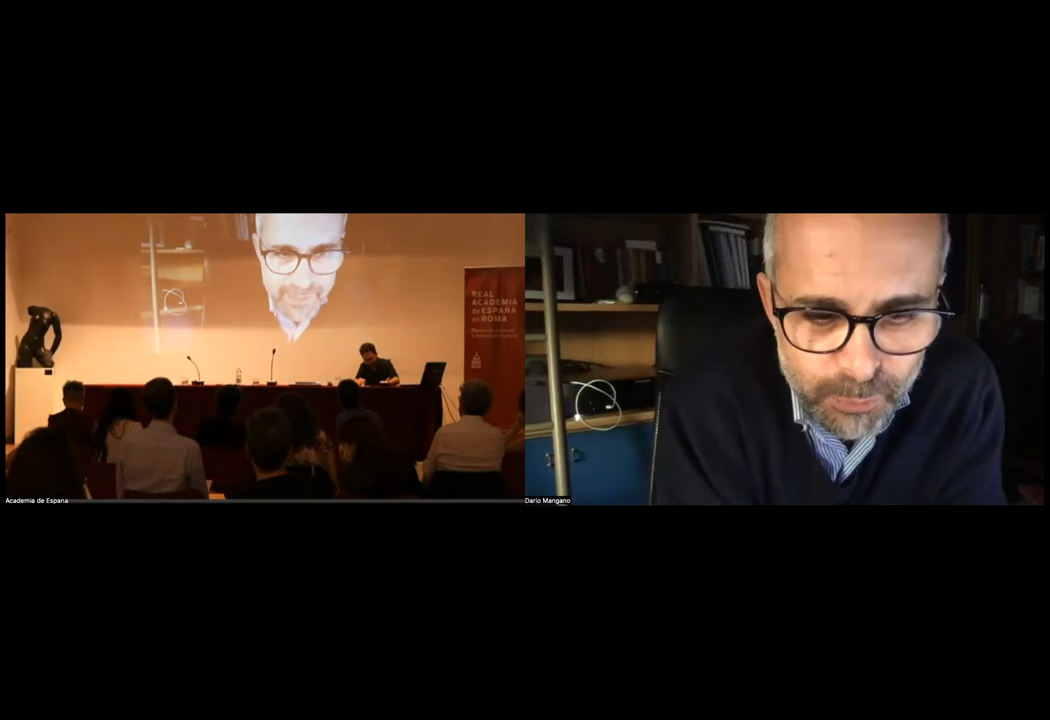 REAL
ACADEMIA
de ESPAÑA
en ROMA
Academia de Espana
Dario Mangano